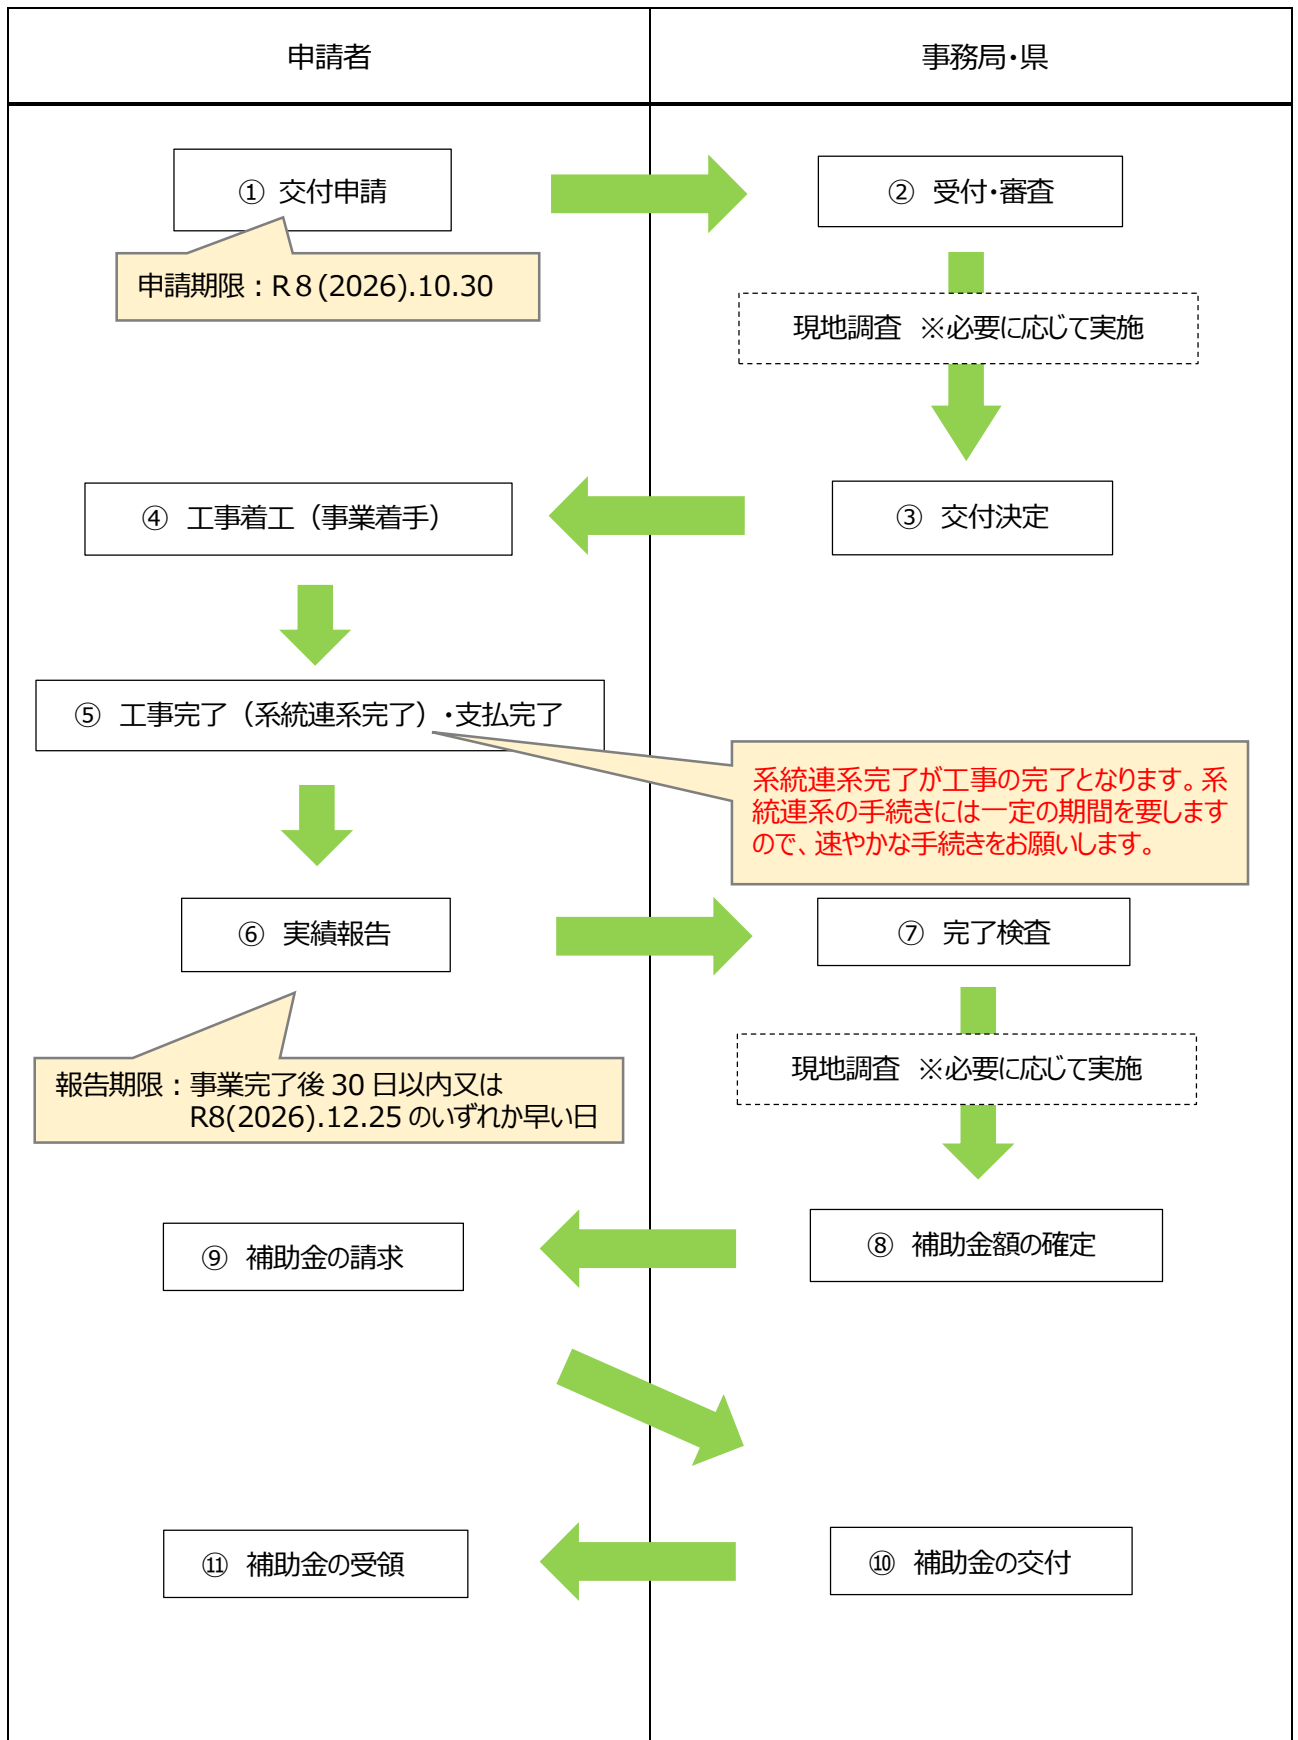 申請者
事務局・県
① 交付申請
② 受付・審査
申請期限：R８(2026).10.30
現地調査　※必要に応じて実施
④ 工事着工（事業着手）
③ 交付決定
⑤ 工事完了（系統連系完了）・支払完了
系統連系完了が工事の完了となります。系
統連系の手続きには一定の期間を要します
ので、速やかな手続きをお願いします。
⑥ 実績報告
⑦ 完了検査
報告期限：事業完了後 30 日以内又は
R8(2026).12.25 のいずれか早い日
現地調査　※必要に応じて実施
⑨ 補助金の請求
⑧ 補助金額の確定
⑪ 補助金の受領
⑩ 補助金の交付